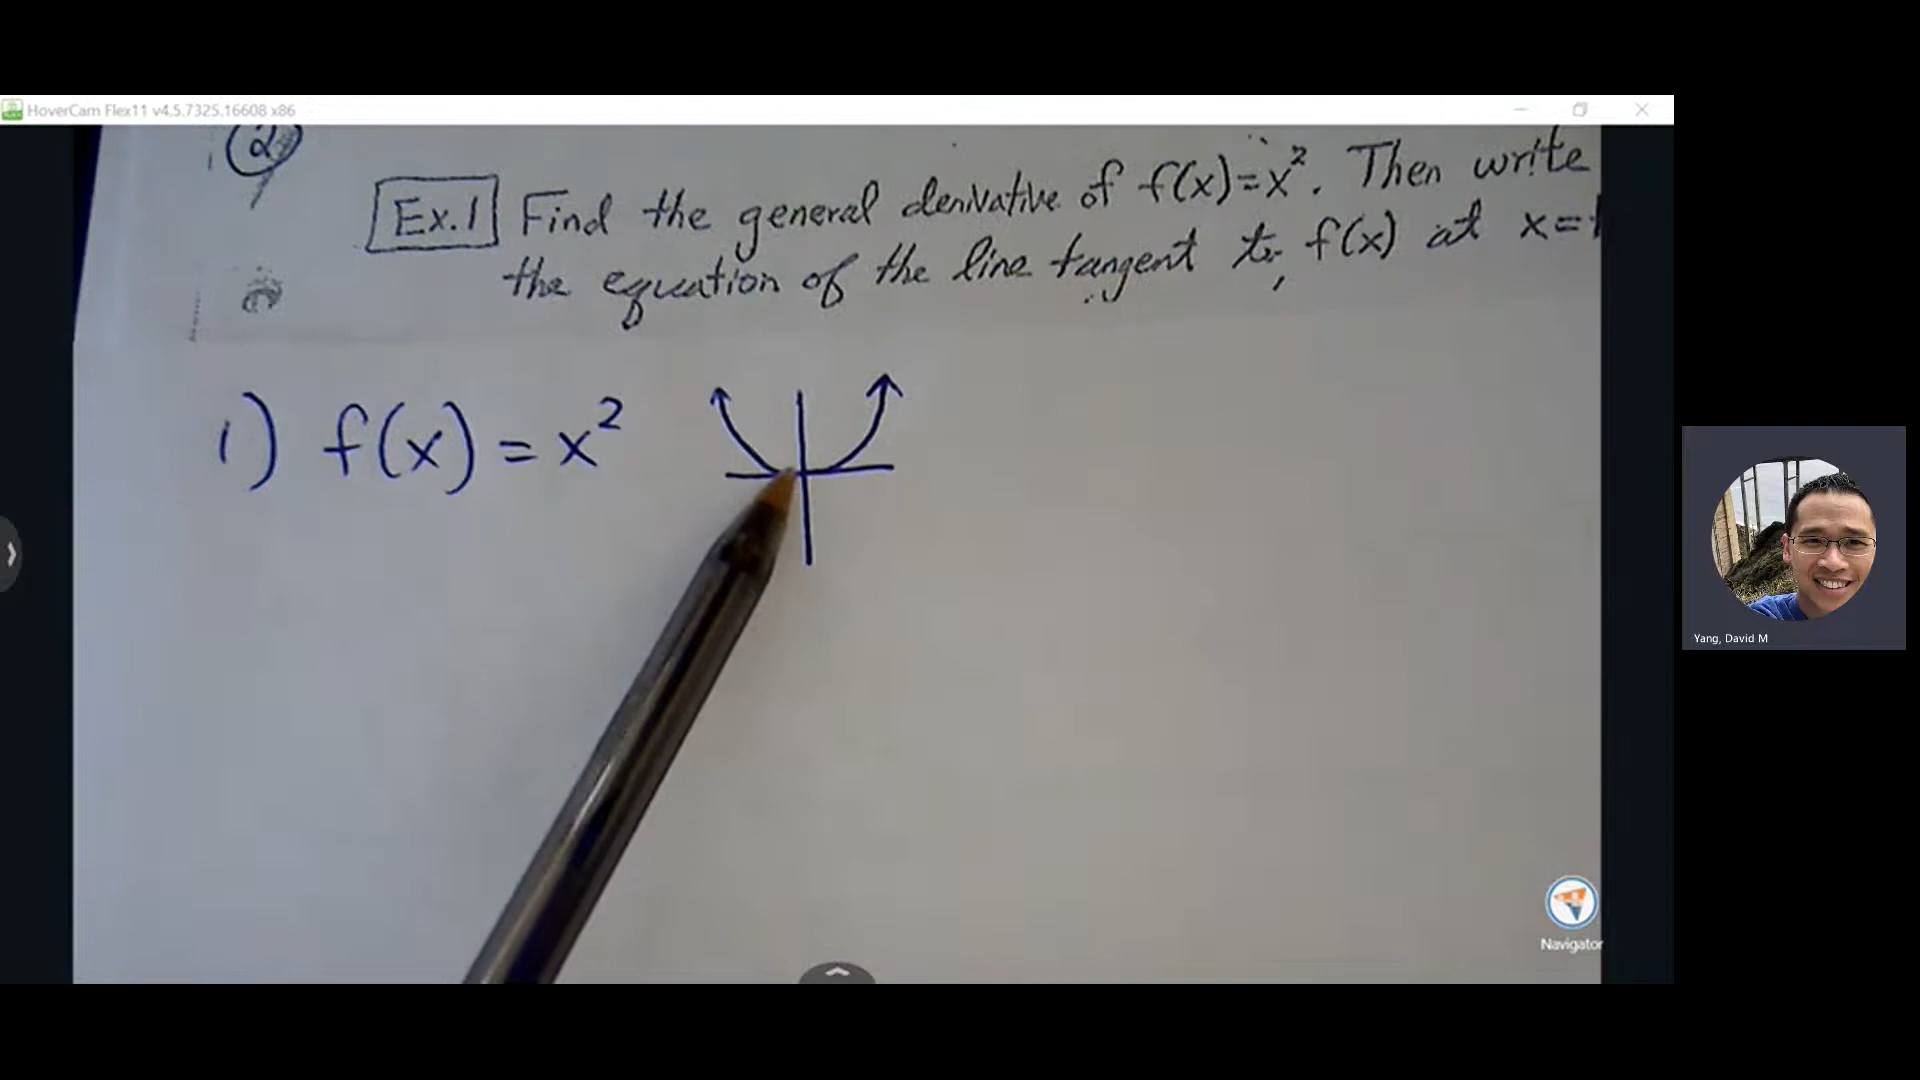 HoverCam Flex11 v4.5.7325.16608 x86
2
Ex.1 Find the general derivative of f(x)=x². Then write
the equation of the line tangent to f(x) at x=1
1) f(x) = x²
Yang, David M
Navigator